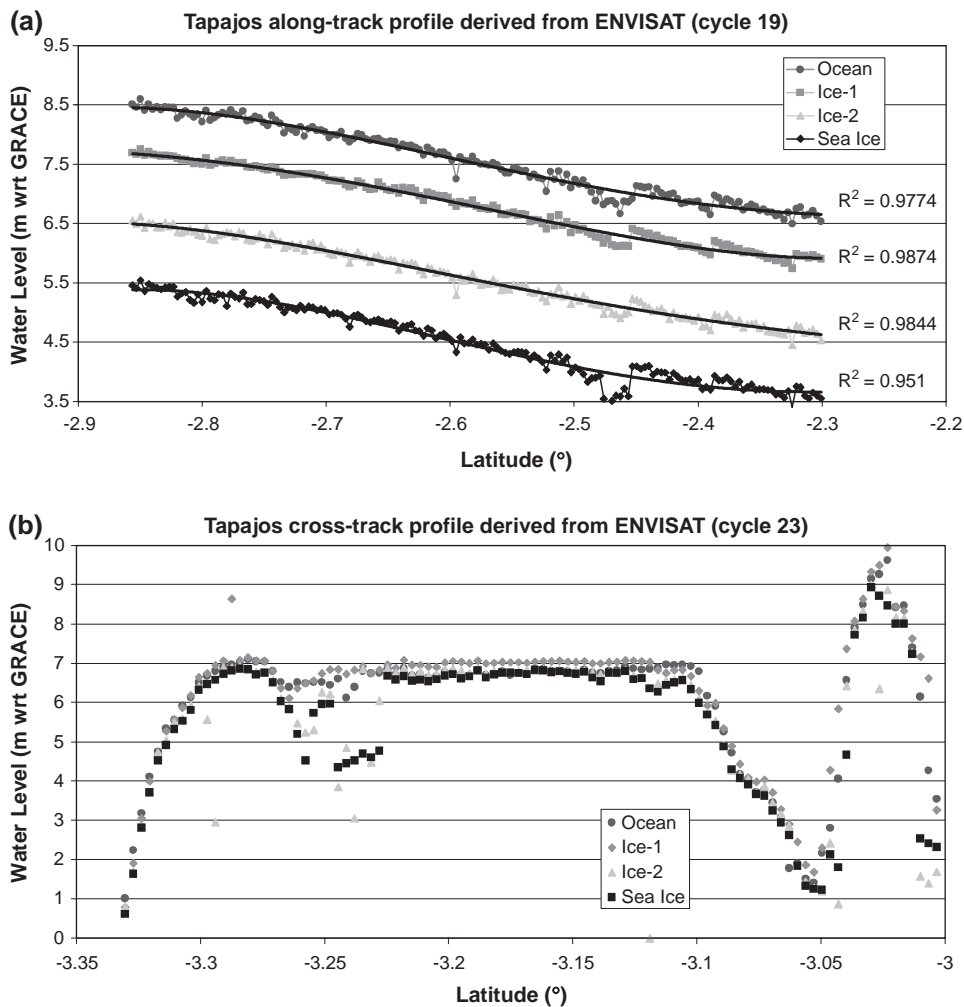 (a)
Tapajos along-track profile derived from ENVISAT (cycle 19)
Water Level (m wrt GRACE)
9.5
8.5
7.5
6.5
5.5
4.5
3.5
Ocean
Ice-1
Ice-2
Sea Ice
R² = 0.9774
R² = 0.9874
R² = 0.9844
R² = 0.951
-2.9 -2.8 -2.7 -2.6 -2.5 -2.4 -2.3 -2.2
Latitude (°)
(b)
Tapajos cross-track profile derived from ENVISAT (cycle 23)
Water Level (m wrt GRACE)
10
9
8
7
6
5
4
3
2
1
0
Ocean
Ice-1
Ice-2
Sea Ice
-3.35 -3.3 -3.25 -3.2 -3.15 -3.1 -3.05 -3
Latitude (°)